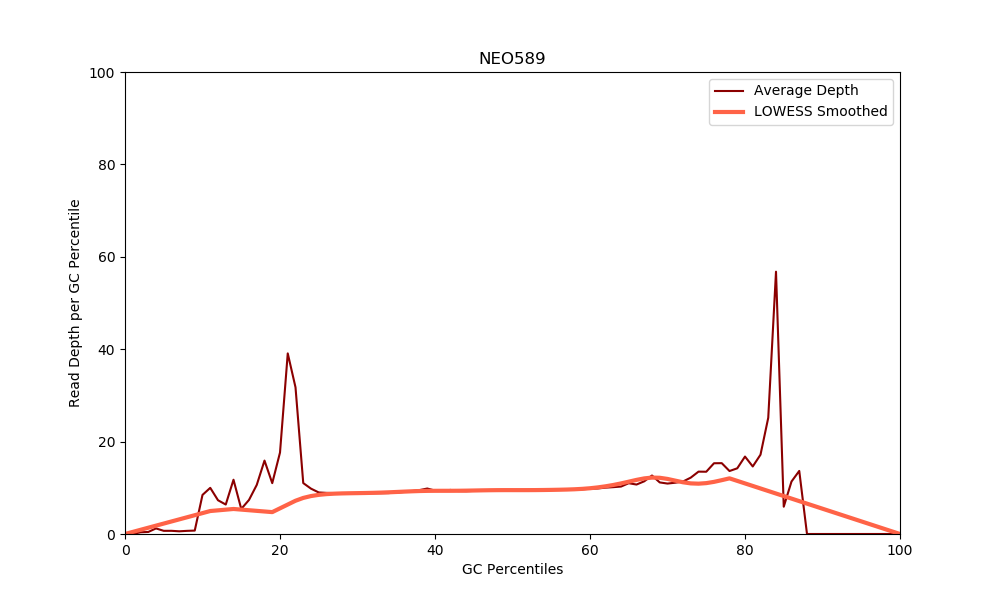 NEO589
Average Depth
LOWESS Smoothed
Read Depth per GC Percentile
100
80
60
40
20
0
0 20 40 60 80 100
GC Percentiles